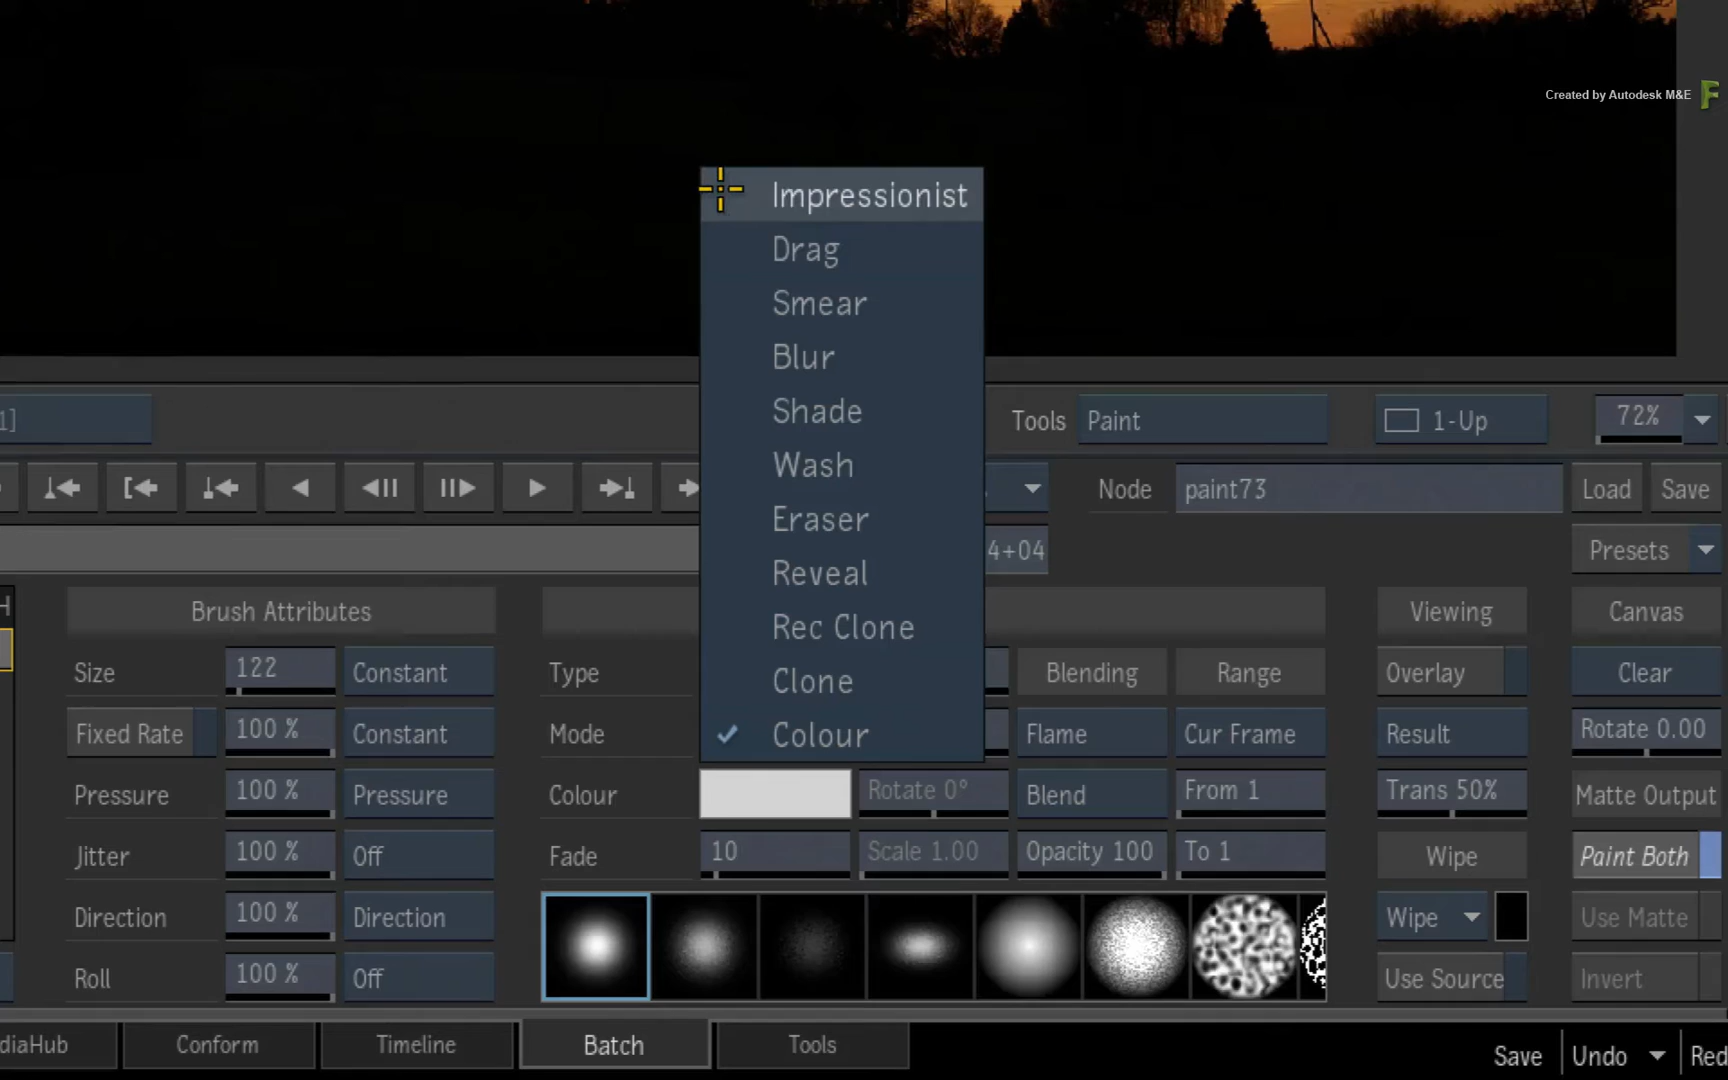 Created by Autodesk M&E
Impressionist
Drag
Smear
Blur
Shade
Wash
Eraser
Reveal
Rec Clone
Clone
Colour
1]
Tools Paint 1-Up 72%
Node paint73 Load Save
4+04 Presets
H
Brush Attributes Viewing Canvas
Size 122 Constant Type Blending Range Overlay Clear
Fixed Rate 100 % Constant Mode Flame Cur Frame Result Rotate 0.00
Pressure 100 % Pressure Colour Rotate 0° Blend From 1 Trans 50% Matte Output
Jitter 100 % Off Fade 10 Scale 1.00 Opacity 100 To 1 Wipe Paint Both
Direction 100 % Direction Wipe Use Matte
Roll 100 % Off Use Source Invert
diaHub Conform Timeline Batch Tools
Save Undo Red